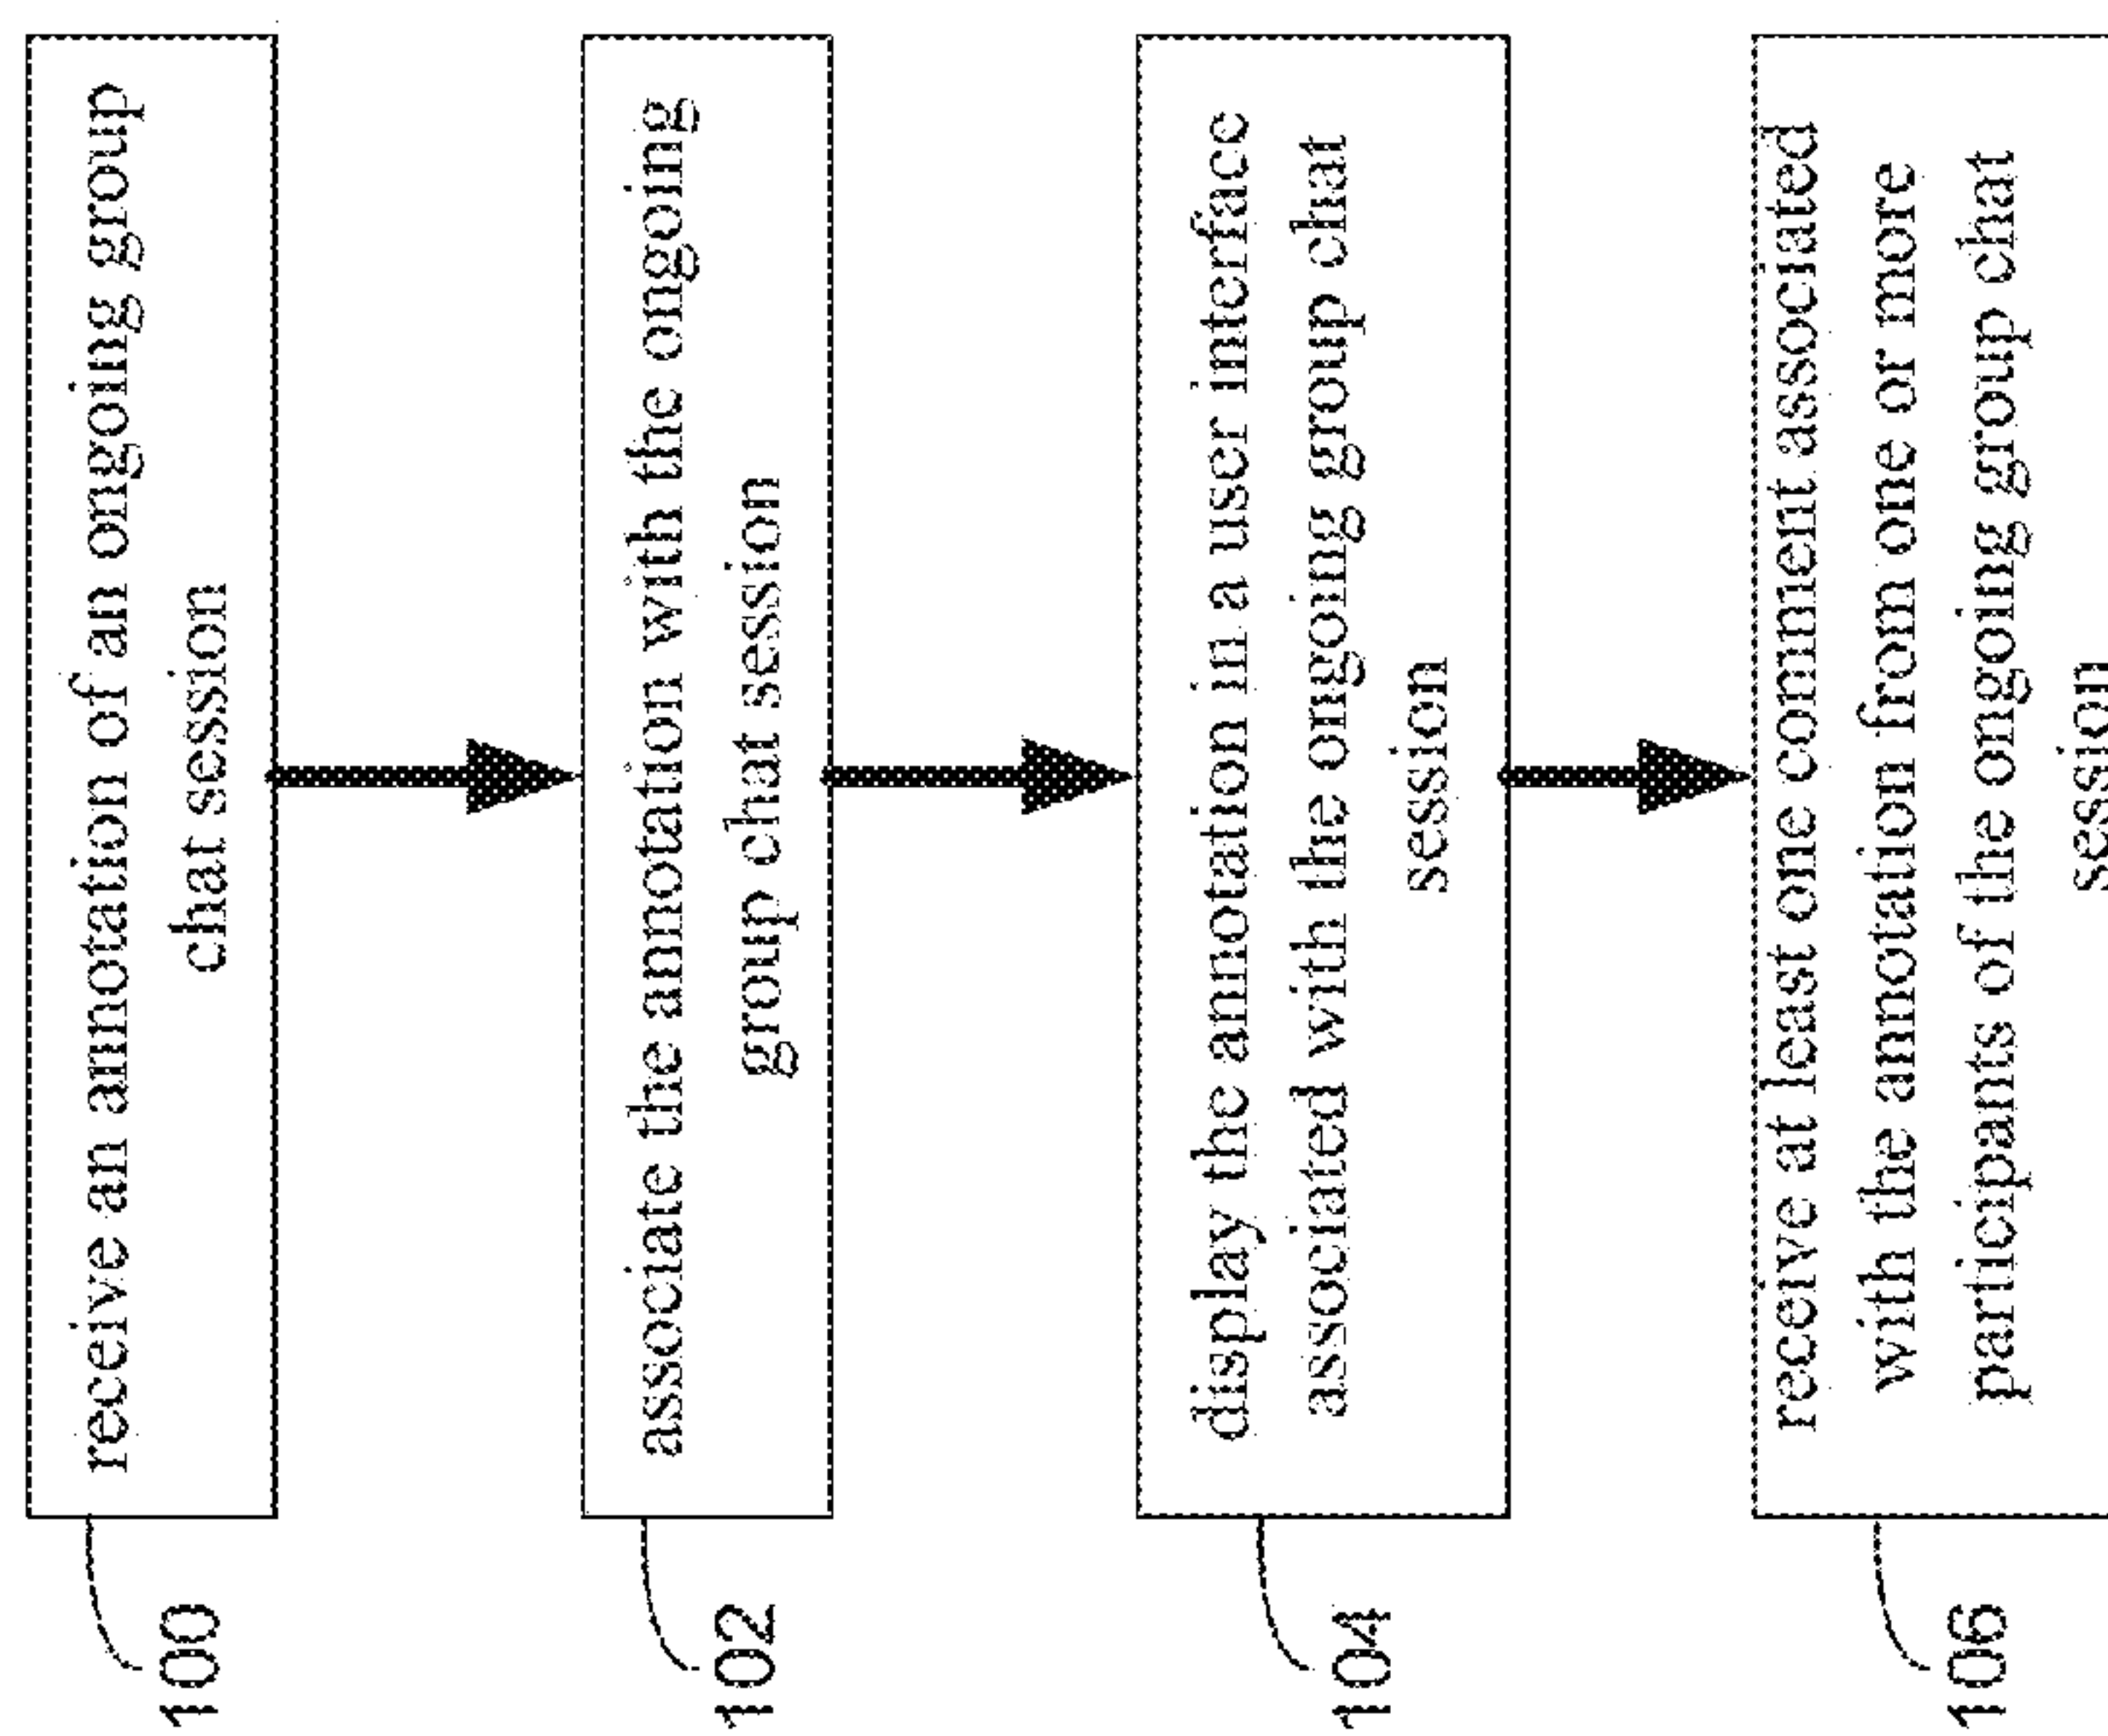 receive an annotation of an ongoing group
chat session
100
associate the annotation with the ongoing
group chat session
102
display the annotation in a user interface
associated with the ongoing group chat
session
104
receive at least one comment associated
with the annotation from one or more
participants of the ongoing group chat
session
106